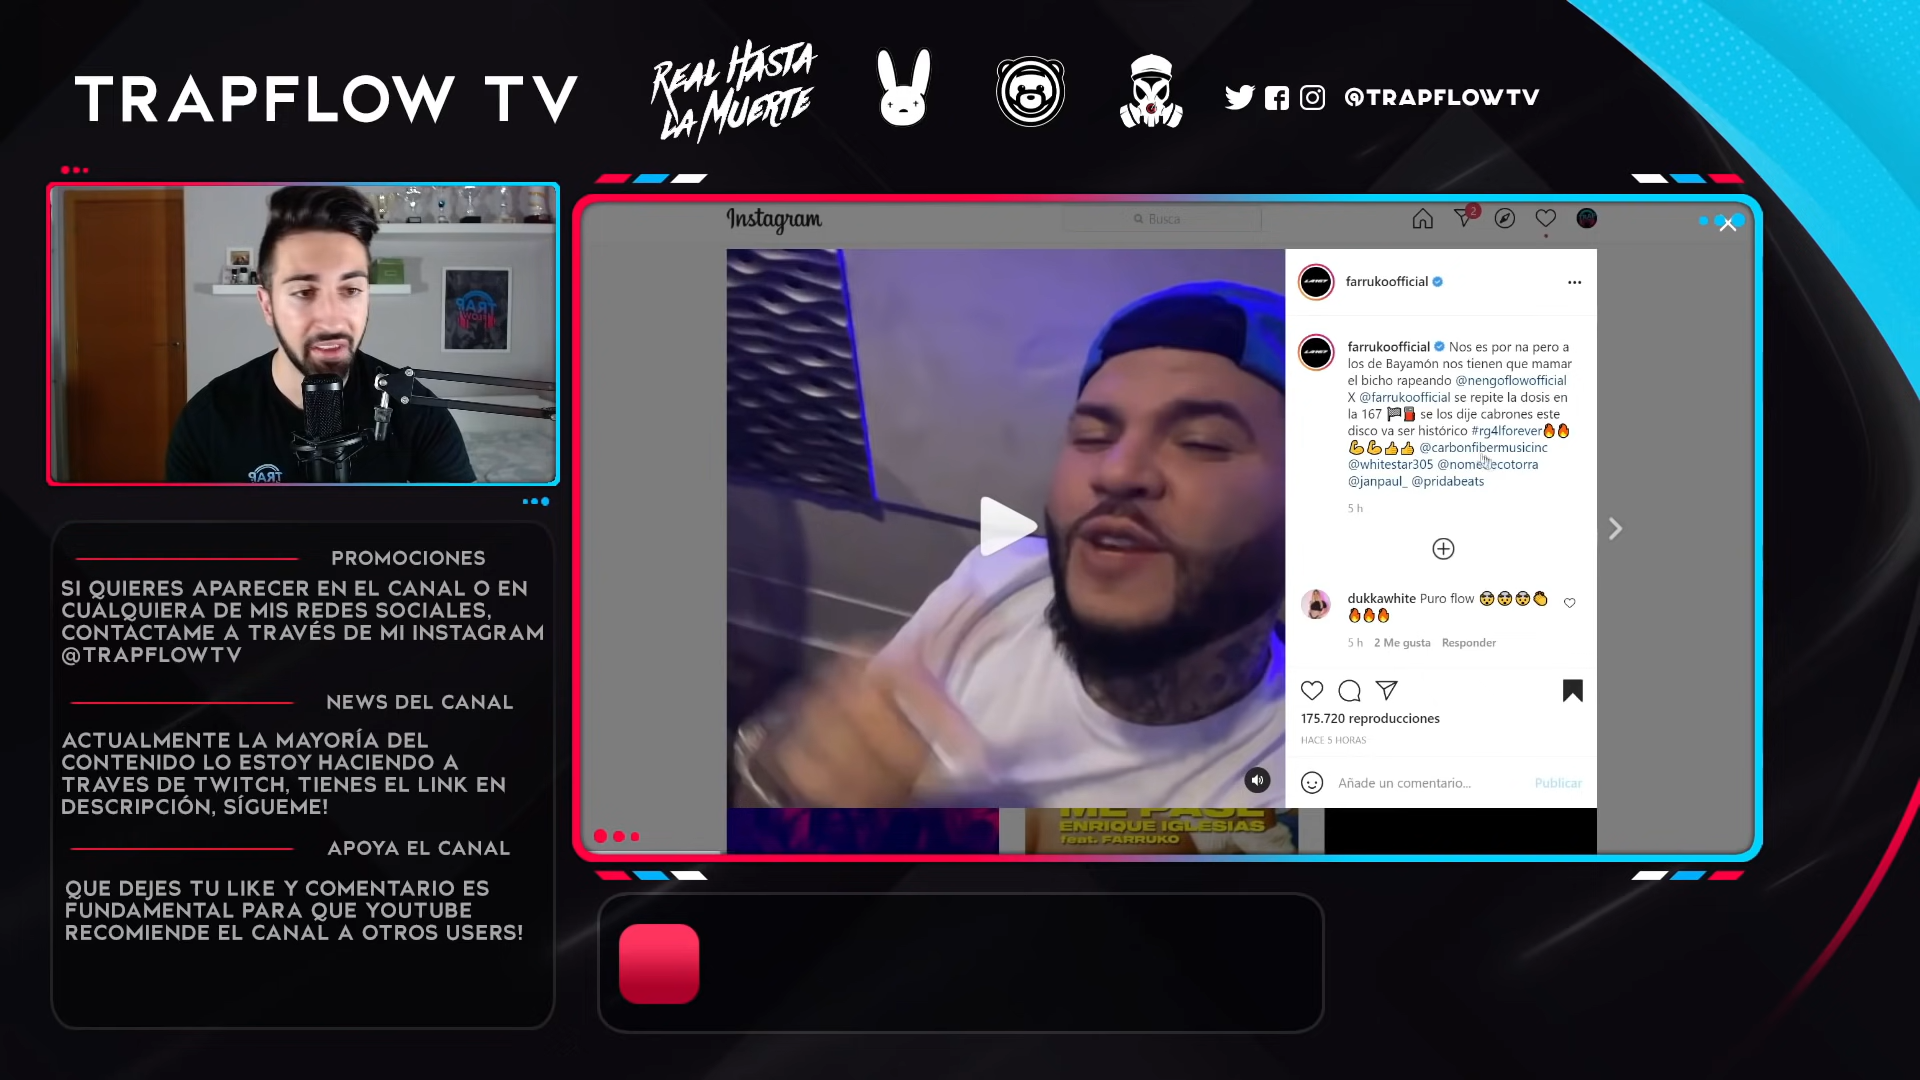 TRAPFLOW TV
REAL HASTA
LA MUERTE
@TRAPFLOWTV
PROMOCIONES
SI QUIERES APARECER EN EL CANAL O EN
CUALQUIERA DE MIS REDES SOCIALES,
CONTACTAME A TRAVÉS DE MI INSTAGRAM
@TRAPFLOWTV
NEWS DEL CANAL
ACTUALMENTE LA MAYORÍA DEL
CONTENIDO LO ESTOY HACIENDO A
TRAVES DE TWITCH, TIENES EL LINK EN
DESCRIPCIÓN, SÍGUEME!
APOYA EL CANAL
QUE DEJES TU LIKE Y COMENTARIO ES
FUNDAMENTAL PARA QUE YOUTUBE
RECOMIENDE EL CANAL A OTROS USERS!
Instagram
Busca
2
farrukoofficial
farrukoofficial Nos es por na pero a
los de Bayamón nos tienen que mamar
el bicho rapeando @nengoflowofficial
X @farrukoofficial se repite la dosis en
la 167 🏁⛽ se los dije cabrones este
disco va ser histórico #rg4lforever🔥🔥
💪💪👍👍 @carbonfibermusicinc
@whitestar305
@janpaul_ @pridabeats
5 h
dukkawhite Puro flow 😨😨😨👏
🔥🔥🔥
5 h 2 Me gusta Responder
175.720 reproducciones
HACE 5 HORAS
Añade un comentario... Publicar
ME PASE
ENRIQUE IGLESIAS
feat. FARRUKO